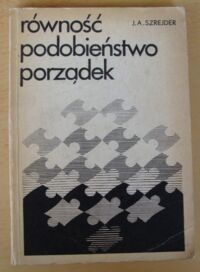 równość
J.A. SZREJDER
podobieństwo
porządek